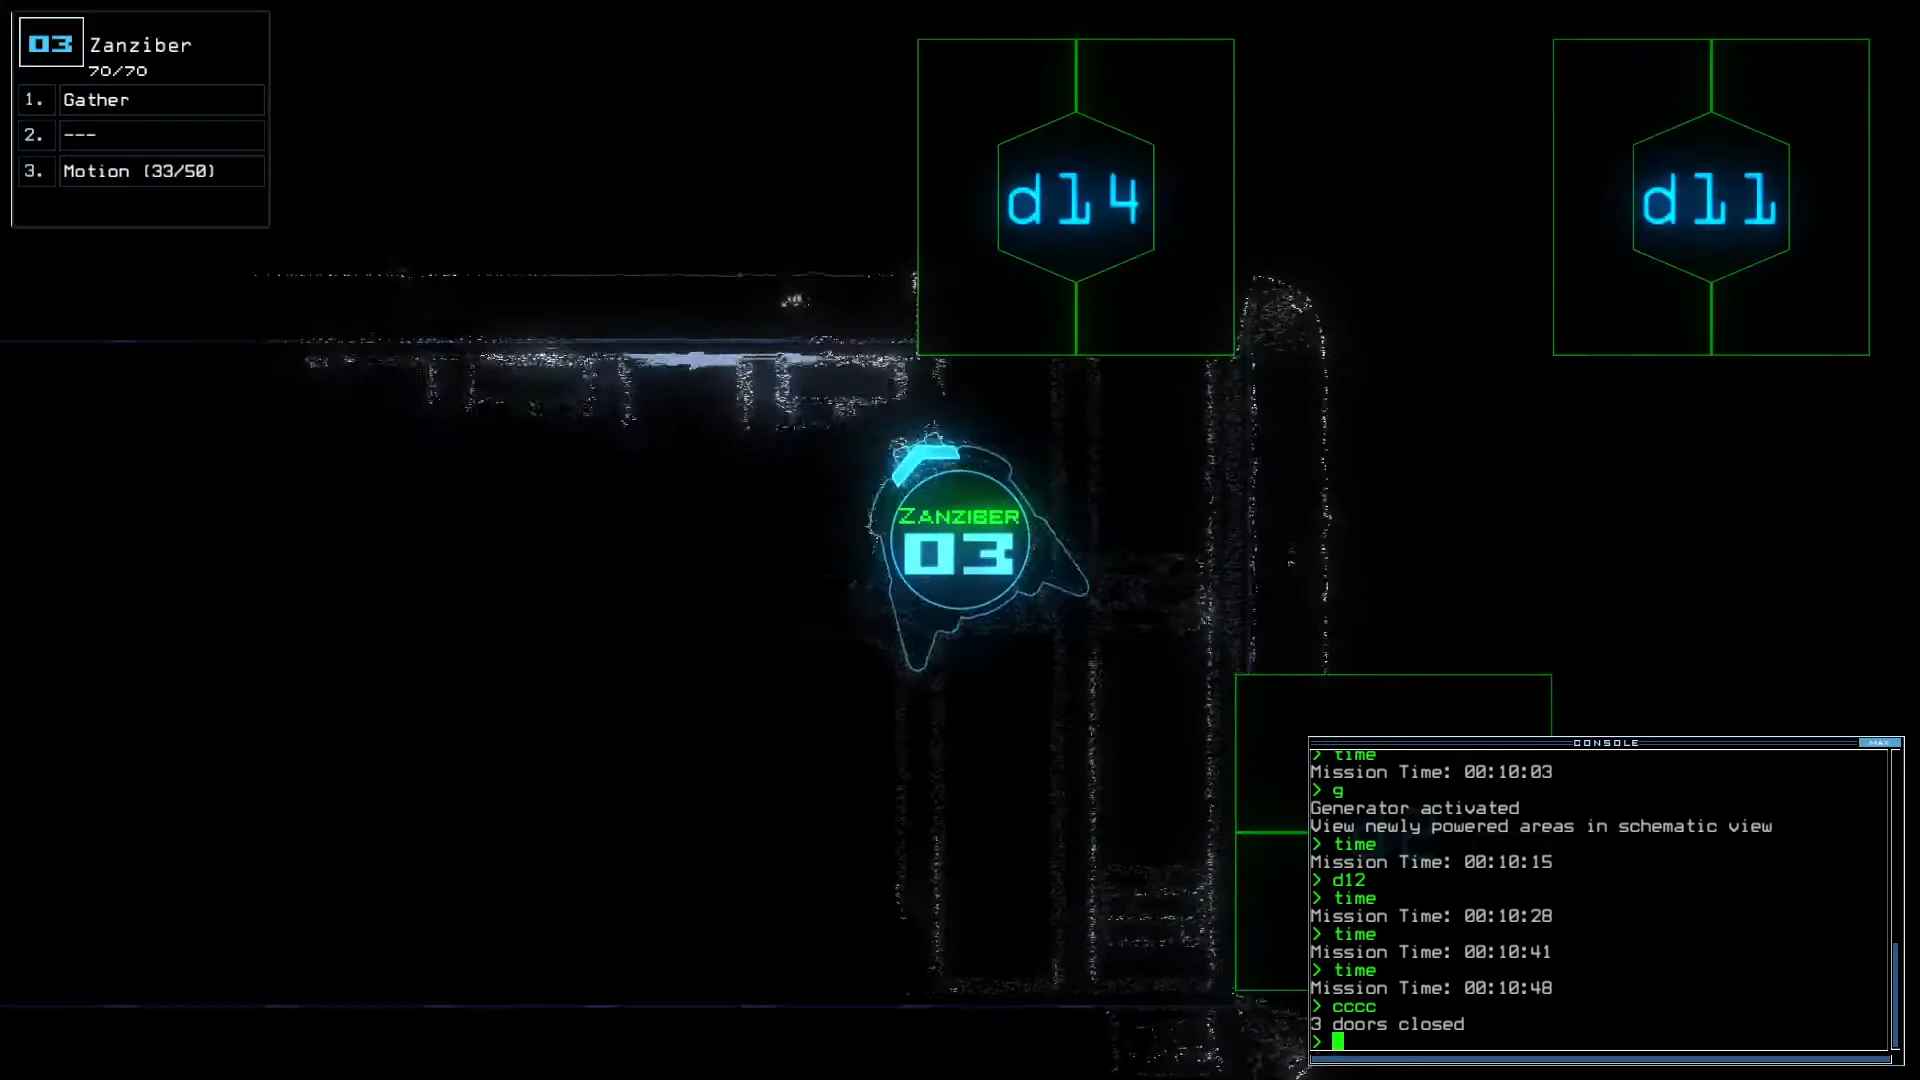 03 Zanziber
70/70
1. Gather
2. ---
3. Motion (33/50)
d14
d11
ZANZIBER
03
CONSOLE
MAX
> time
Mission Time: 00:10:03
> g
Generator activated
View newly powered areas in schematic view
> time
Mission Time: 00:10:15
> d12
> time
Mission Time: 00:10:28
> time
Mission Time: 00:10:41
> time
Mission Time: 00:10:48
> cccc
3 doors closed
>